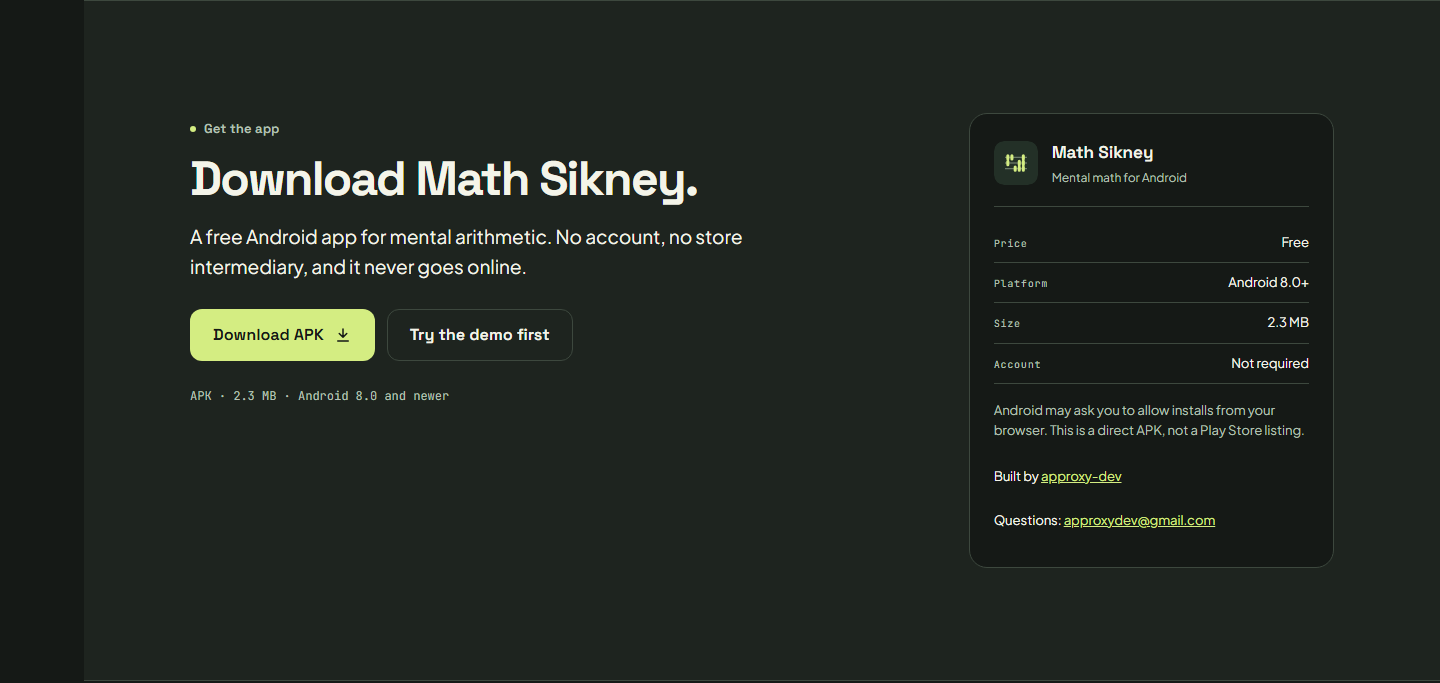 Get the app
Download Math Sikney.
A free Android app for mental arithmetic. No account, no store
intermediary, and it never goes online.
Download APK
Try the demo first
APK · 2.3 MB · Android 8.0 and newer
Math Sikney
Mental math for Android
Price Free
Platform Android 8.0+
Size 2.3 MB
Account Not required
Android may ask you to allow installs from your
browser. This is a direct APK, not a Play Store listing.
Built by approxy-dev
Questions: approxydev@gmail.com